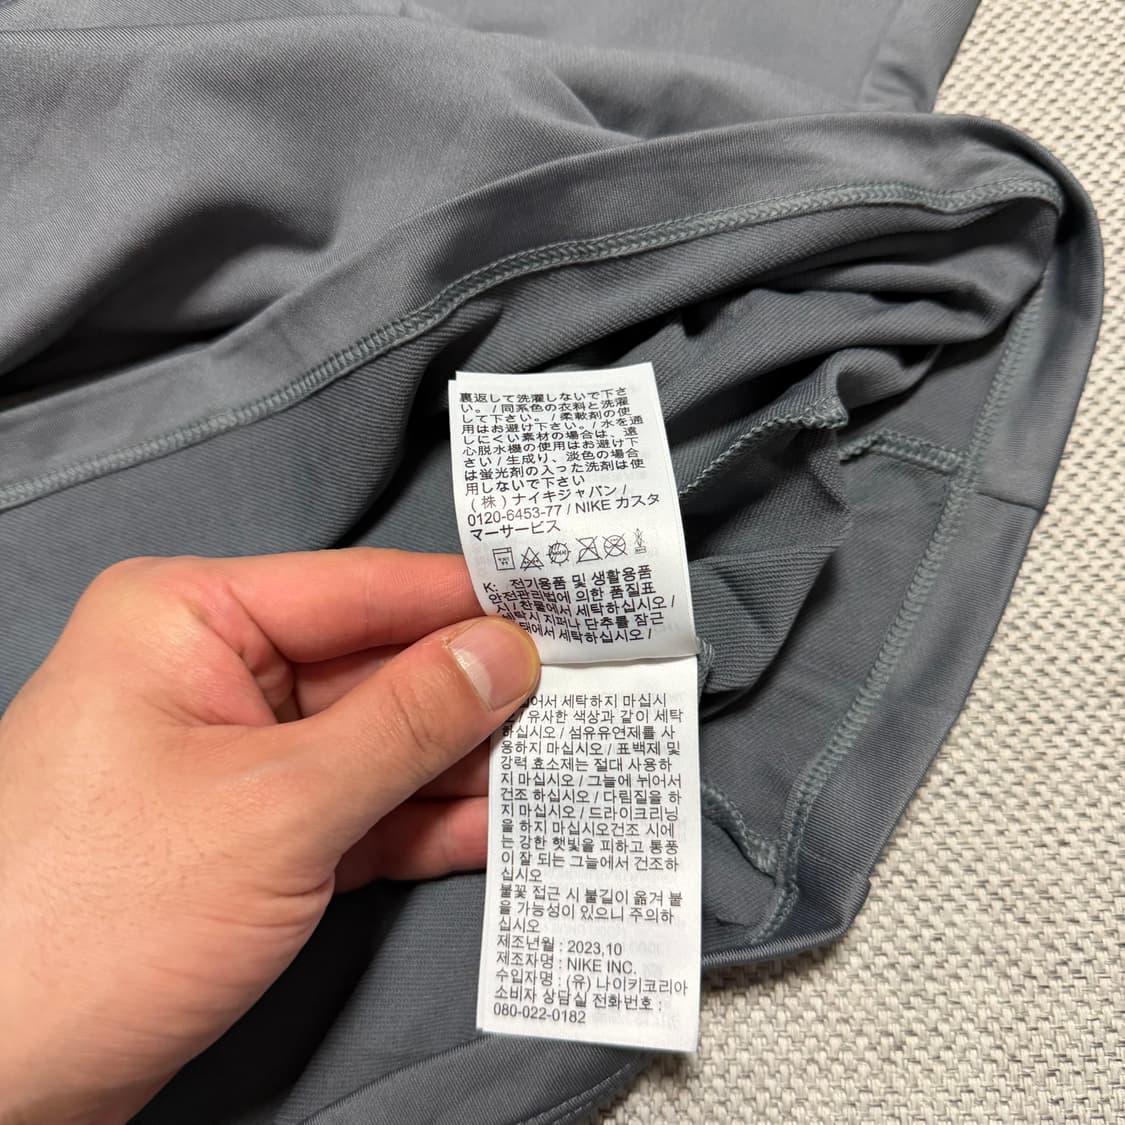 裏返して洗濯しないで下さ
い。/ 同系色の衣料と洗濯
して下さい。/ 柔軟剤の使
用はお避け下さい。/ 水を通
しにくい素材の場合は、遠
心脱水機の使用はお避け下
さい / 生成り、淡色の場合
は蛍光剤の入った洗剤は使
用しないで下さい
(株) ナイキジャパン /
0120-6453-77 / NIKE カスタ
マーサービス
K: 전기용품 및 생활용품
안전관리법에 의한 품질표
시 / 찬물에서 세탁하십시오 /
세탁시 지퍼나 단추를 잠근
태에서 세탁하십시오 /
어서 세탁하지 마십시
오 / 유사한 색상과 같이 세탁
하십시오 / 섬유유연제를 사
용하지 마십시오 / 표백제 및
강력 효소제는 절대 사용하
지 마십시오 / 그늘에 뉘어서
건조 하십시오 / 다림질을 하
지 마십시오 / 드라이크리닝
을 하지 마십시오건조 시에
는 강한 햇빛을 피하고 통풍
이 잘 되는 그늘에서 건조하
십시오
불꽃 접근 시 불길이 옮겨 붙
을 가능성이 있으니 주의하
십시오
제조년월 : 2023,10
제조자명 : NIKE INC.
수입자명 : (유) 나이키코리아
소비자 상담실 전화번호 :
080-022-0182